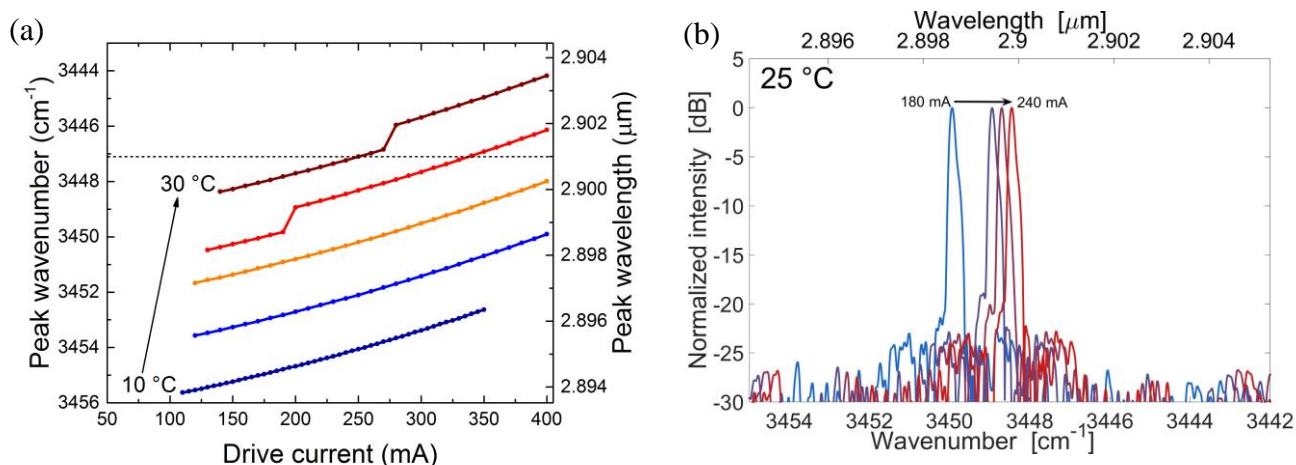 (a)
Peak wavenumber (cm-1)
3444
3446
3448
3450
3452
3454
3456
30 °C
10 °C
50 100 150 200 250 300 350 400
Drive current (mA)
2.904
2.902
2.900
2.898
2.896
2.894
Peak wavelength (μm)
(b)
Wavelength [μm]
2.896 2.898 2.9 2.902 2.904
25 °C
180 mA 240 mA
Normalized intensity [dB]
5
0
-5
-10
-15
-20
-25
-30
3454 3452 3450 3448 3446 3444 3442
Wavenumber [cm-1]